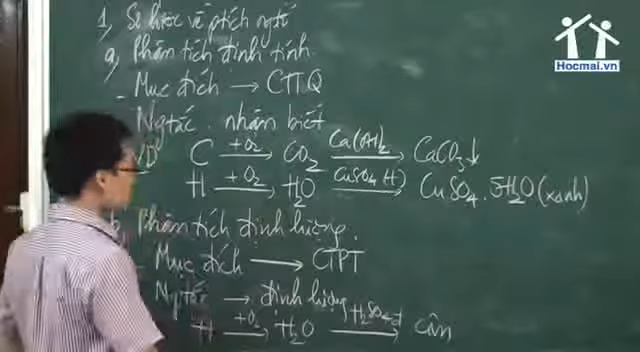 1, Sơ lược về ptích ngtố
a, Phân tích định tính
- Mục đích → CTTQ
Ngtắc: nhận biết
VD C +O2→ CO2 Ca(OH)2→ CaCO3↓
H +O2→ H2O CuSO4 → CuSO4.5H2O (xanh)
b, Phân tích định lượng.
- Mục đích → CTPT
Ngtắc → định lượng
H +O2→ H2O H2SO4đ→ cân
Hocmai.vn